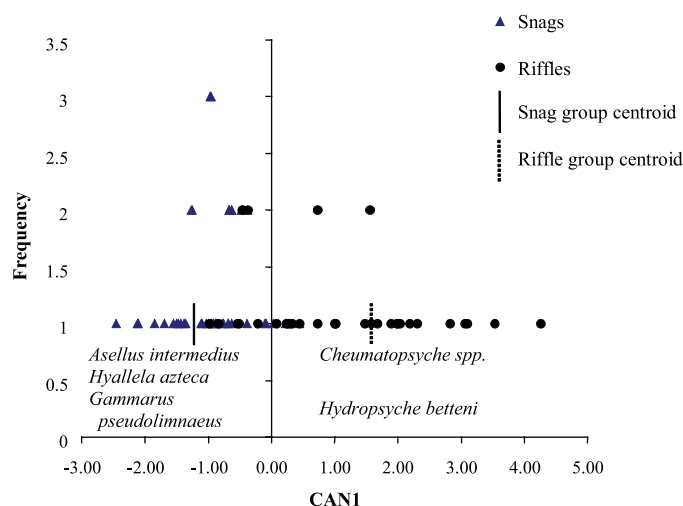 Snags
Riffles
Snag group centroid
Riffle group centroid
3.5
3
2.5
2
1.5
1
0.5
0
Frequency
Asellus intermedius
Hyallela azteca
Gammarus
pseudolimnaeus
Cheumatopsyche spp.
Hydropsyche betteni
-3.00 -2.00 -1.00 0.00 1.00 2.00 3.00 4.00 5.00
CAN1